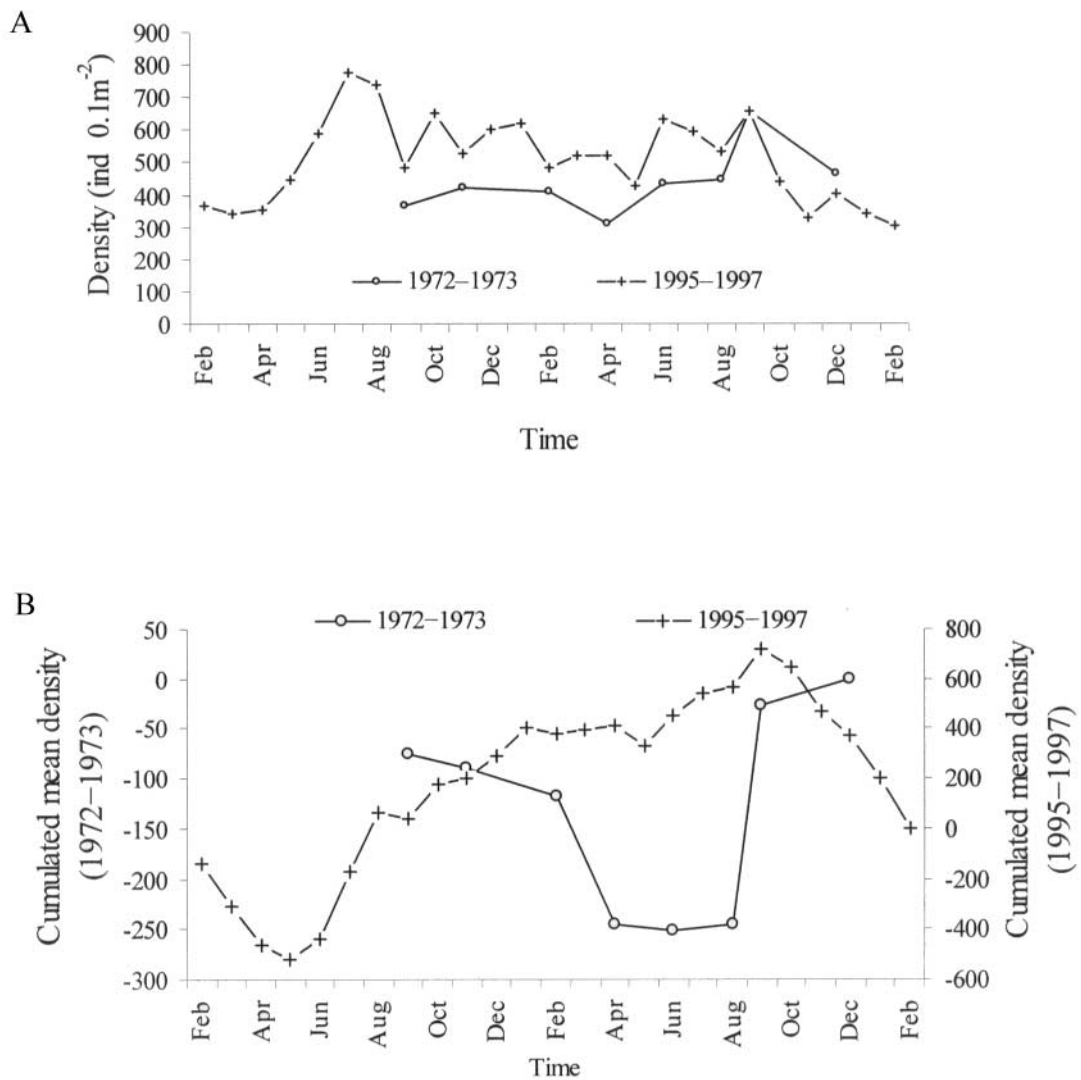 A
900
800
700
600
500
400
300
200
100
0
Density (ind 0.1m⁻²)
1972–1973
1995–1997
Feb
Apr
Jun
Aug
Oct
Dec
Feb
Apr
Jun
Aug
Oct
Dec
Feb
Time
B
1972–1973
1995–1997
50
0
-50
-100
-150
-200
-250
-300
Cumulated mean density
(1972–1973)
800
600
400
200
0
-200
-400
-600
Cumulated mean density
(1995–1997)
Feb
Apr
Jun
Aug
Oct
Dec
Feb
Apr
Jun
Aug
Oct
Dec
Feb
Time